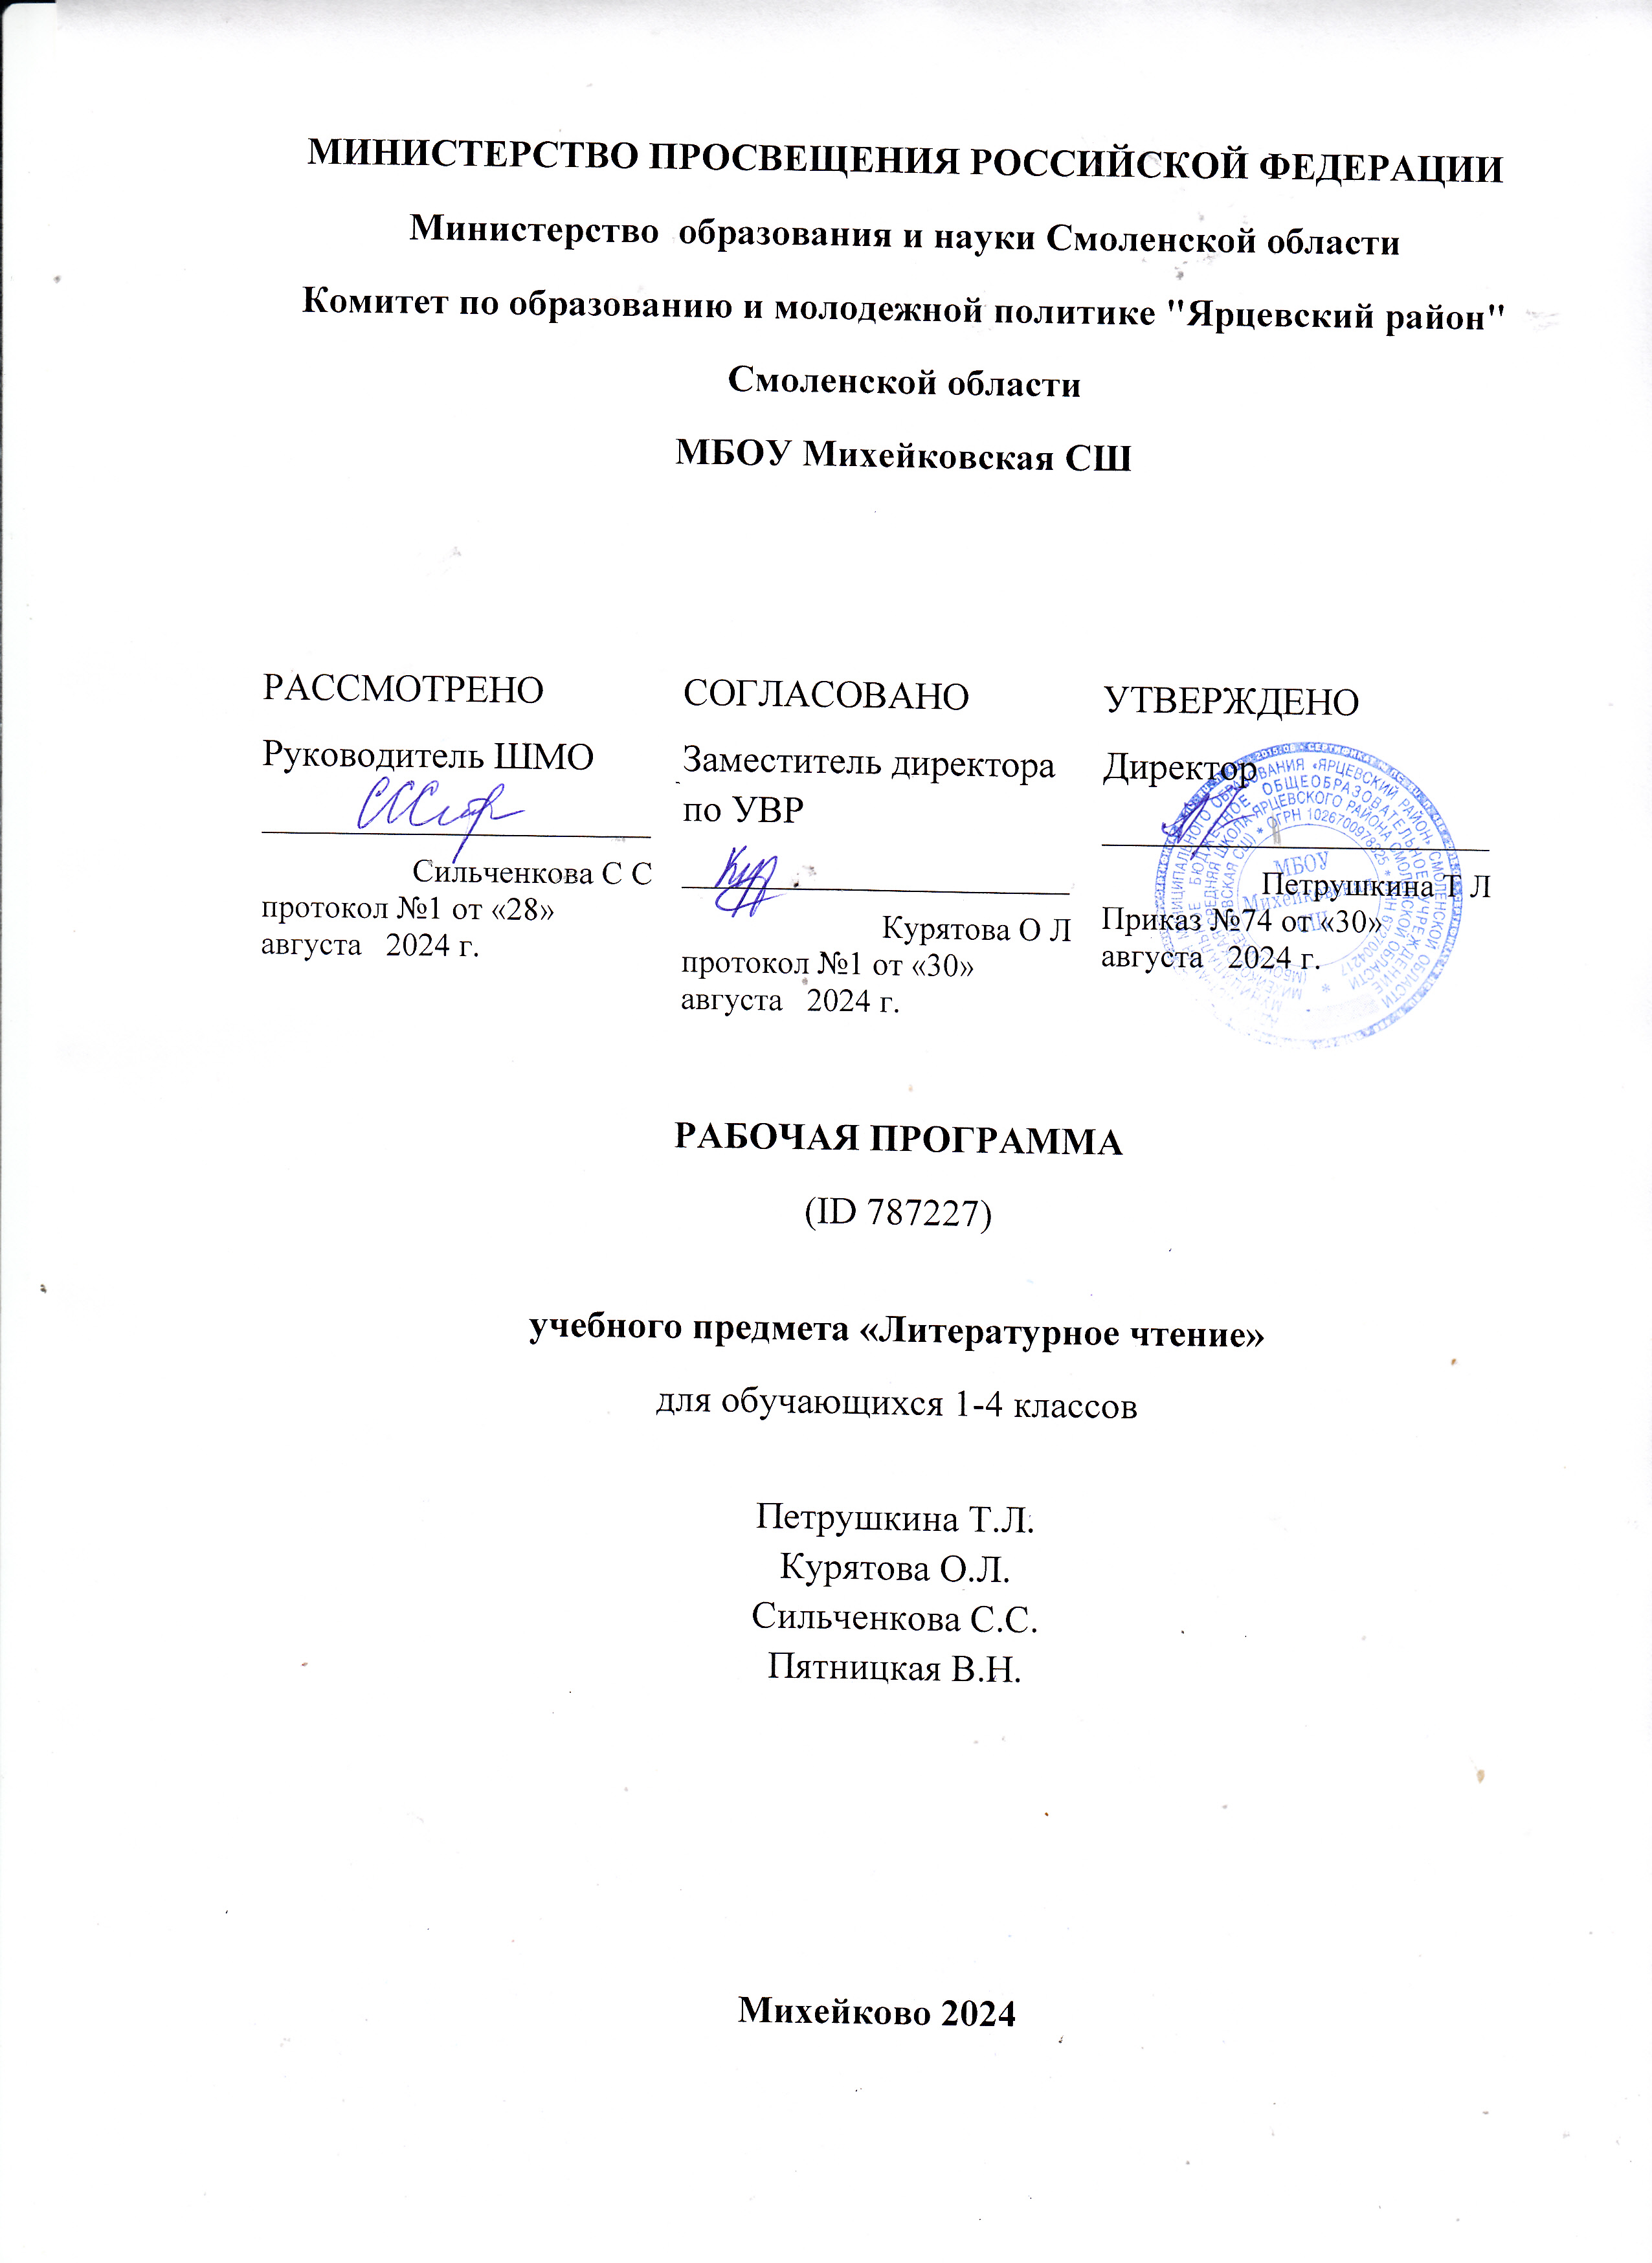 МИНИСТЕРСТВО ПРОСВЕЩЕНИЯ РОССИЙСКОЙ ФЕДЕРАЦИИ
Министерство образования и науки Смоленской области
Комитет по образованию и молодежной политике "Ярцевский район"
Смоленской области
МБОУ Михейковская СШ
РАССМОТРЕНО
Руководитель ШМО
Сильченкова С С
протокол №1 от «28»
августа 2024 г.
СОГЛАСОВАНО
Заместитель директора
по УВР
Курятова О Л
протокол №1 от «30»
августа 2024 г.
УТВЕРЖДЕНО
Директор
Петрушкина Т Л
Приказ №74 от «30»
августа 2024 г.
МБОУ
Михейковская
СШ
РАБОЧАЯ ПРОГРАММА
(ID 787227)
учебного предмета «Литературное чтение»
для обучающихся 1-4 классов
Петрушкина Т.Л.
Курятова О.Л.
Сильченкова С.С.
Пятницкая В.Н.
Михейково 2024